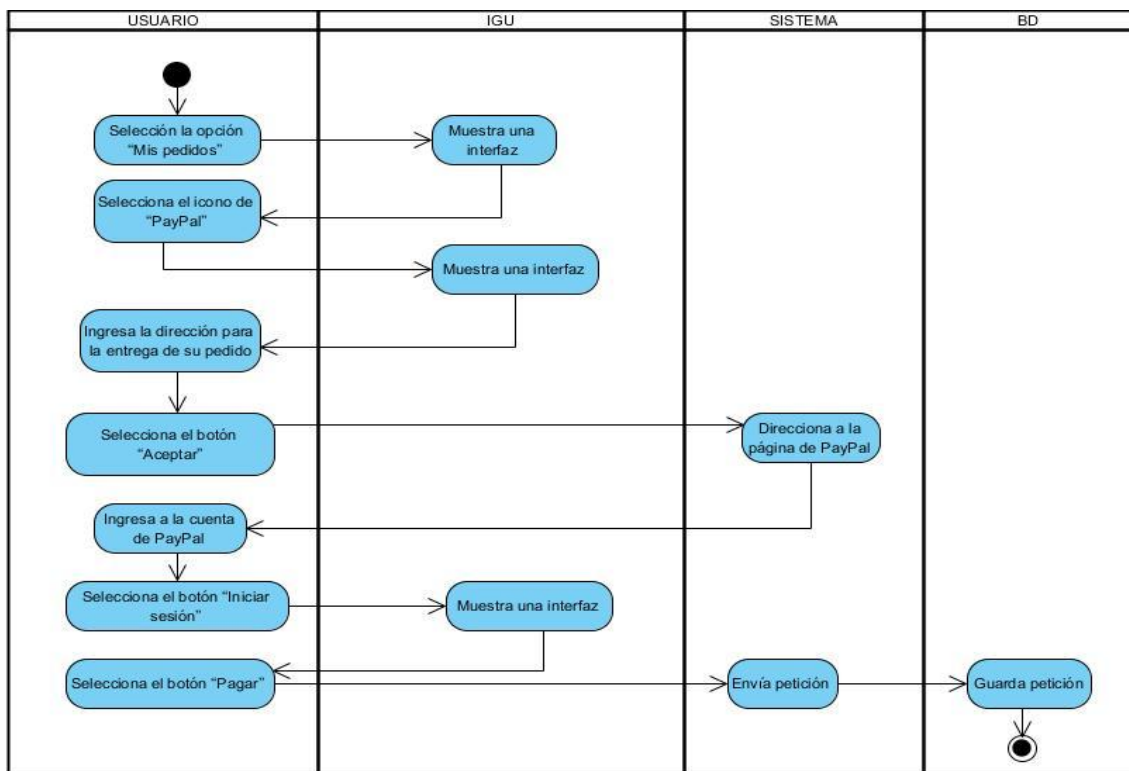 USUARIO
IGU
SISTEMA
BD
Selección la opción
“Mis pedidos”
Muestra una
interfaz
Selecciona el icono de
“PayPal”
Muestra una interfaz
Ingresa la dirección para
la entrega de su pedido
Selecciona el botón
“Aceptar”
Direcciona a la
página de PayPal
Ingresa a la cuenta
de PayPal
Selecciona el botón “Iniciar
sesión”
Muestra una interfaz
Selecciona el botón “Pagar”
Envía petición
Guarda petición